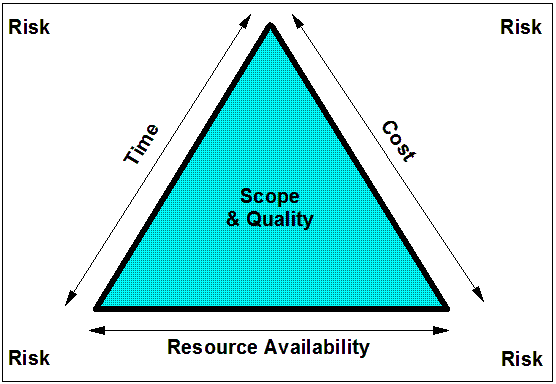 Risk
Risk
Time
Cost
Scope
& Quality
Resource Availability
Risk
Risk